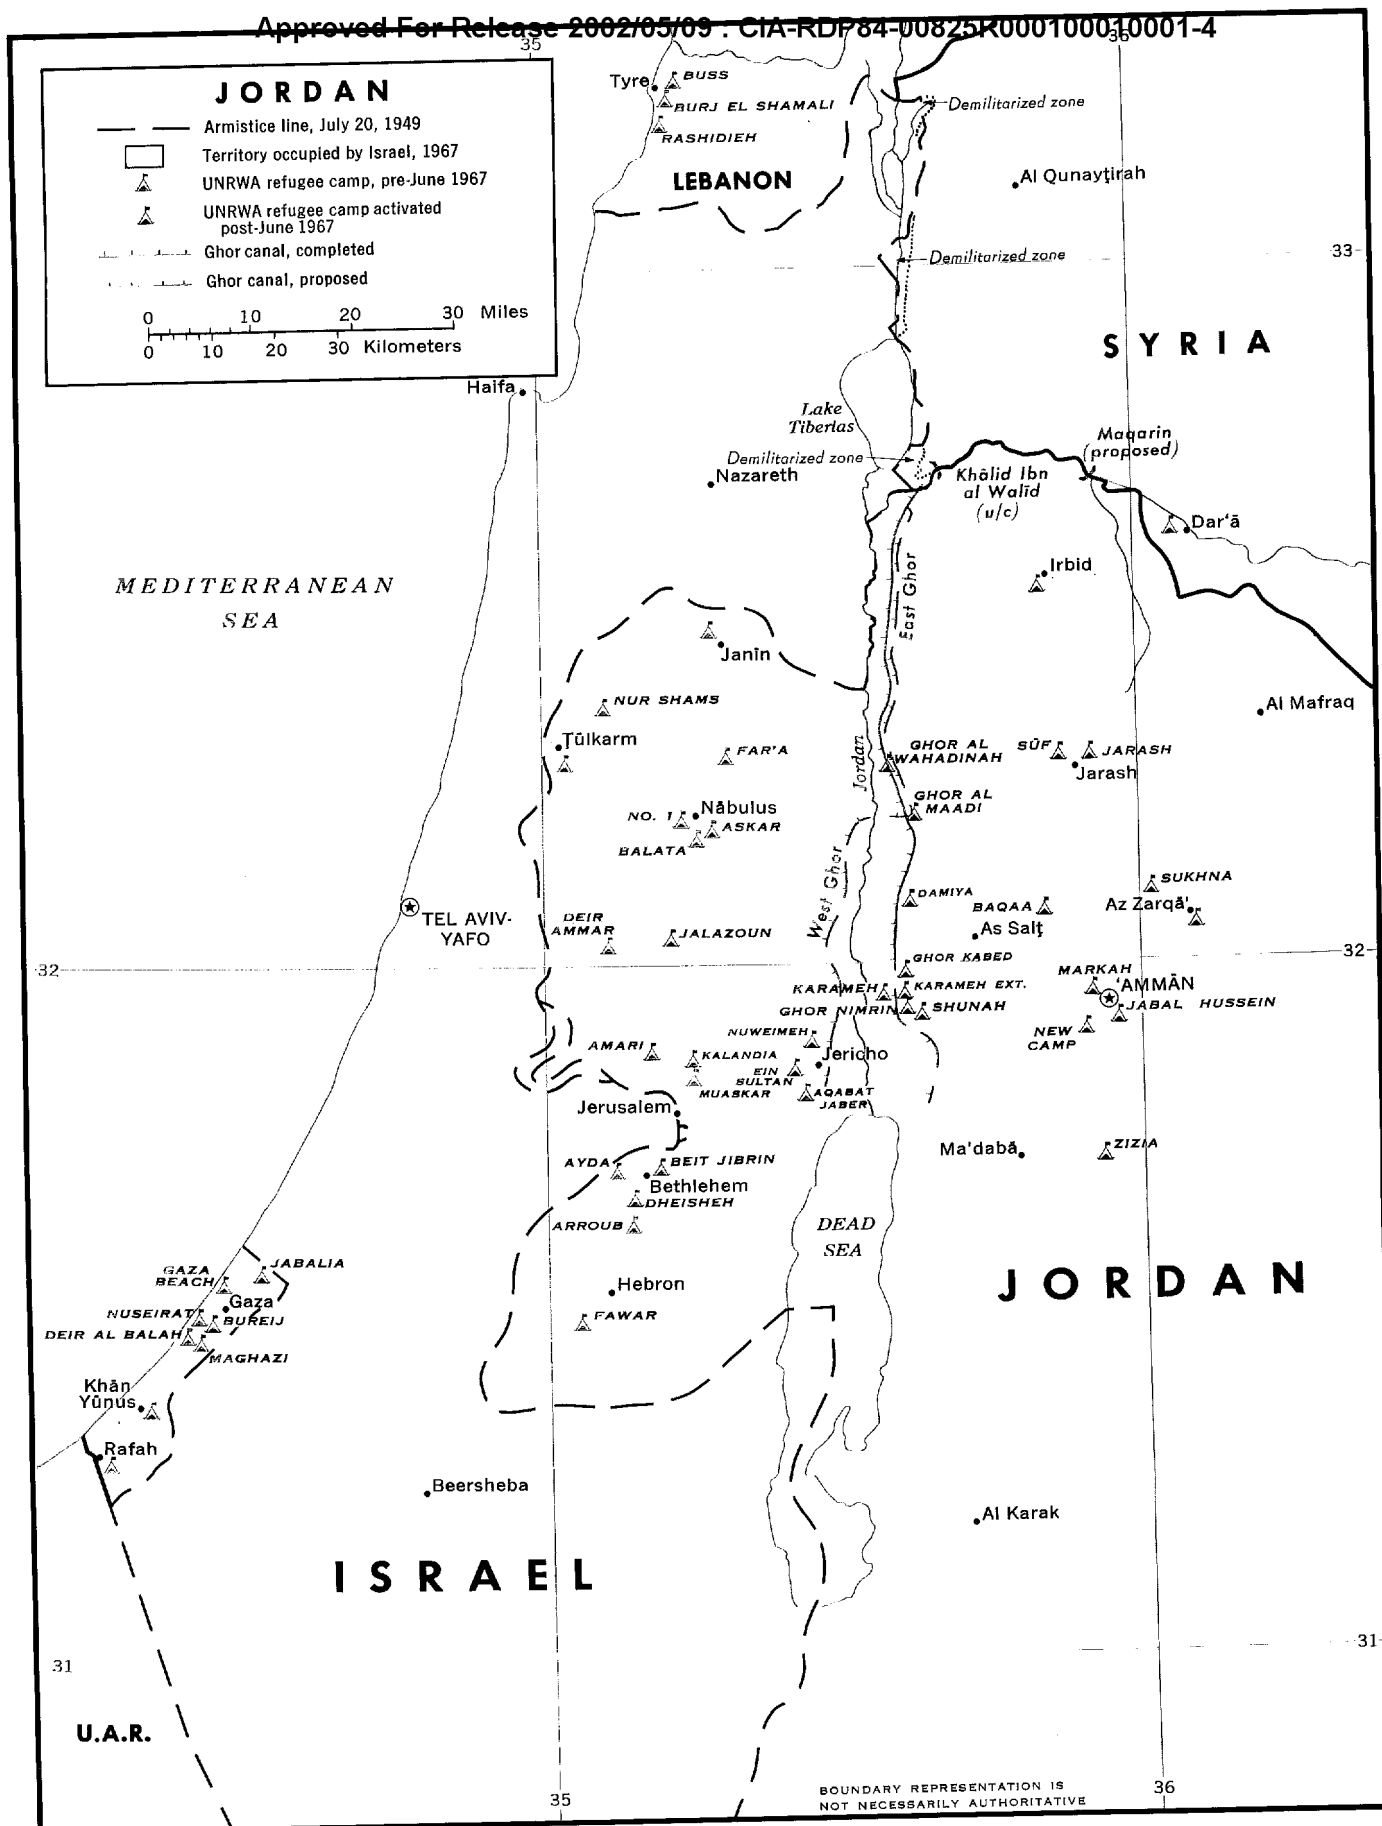 Approved For Release 2002/05/09 : CIA-RDP84-00825R000100010001-4
35
36
JORDAN
Armistice line, July 20, 1949
Territory occupied by Israel, 1967
UNRWA refugee camp, pre-June 1967
UNRWA refugee camp activated
post-June 1967
Ghor canal, completed
Ghor canal, proposed
0 10 20 30 Miles
0 10 20 30 Kilometers
Tyre
BUSS
BURJ EL SHAMALI
RASHIDIEH
LEBANON
Demilitarized zone
Al Qunayţirah
Demilitarized zone
33
SYRIA
Haifa
Lake
Tiberias
Demilitarized zone
Nazareth
Maqarin
(proposed)
Khālid Ibn
al Walīd
(u/c)
Dar'ā
Irbid
East Ghor
MEDITERRANEAN
SEA
Janīn
NUR SHAMS
Al Mafraq
Ţūlkarm
FAR'A
Jordan
GHOR AL
WAHADINAH
SŪF
JARASH
Jarash
GHOR AL
MAADI
NO. 1
Nābulus
ASKAR
BALATA
West Ghor
DAMIYA
BAQAA
SUKHNA
Az Zarqā'
As Salţ
TEL AVIV-
YAFO
DEIR
AMMAR
JALAZOUN
32
32
GHOR KABED
MARKAH
'AMMĀN
KARAMEH
KARAMEH EXT.
GHOR NIMRIN
SHUNAH
JABAL HUSSEIN
NEW
CAMP
NUWEIMEH
AMARI
KALANDIA
Jericho
EIN
SULTAN
MUASKAR
AQABAT
JABER
Jerusalem
Ma'dabā
ZIZIA
AYDA
BEIT JIBRIN
Bethlehem
DHEISHEH
ARROUB
DEAD
SEA
JORDAN
GAZA
BEACH
JABALIA
Gaza
Hebron
NUSEIRAT
BUREIJ
FAWAR
DEIR AL BALAH
MAGHAZI
Khān
Yūnus
Rafah
Beersheba
Al Karak
ISRAEL
31
31
U.A.R.
35
36
BOUNDARY REPRESENTATION IS
NOT NECESSARILY AUTHORITATIVE